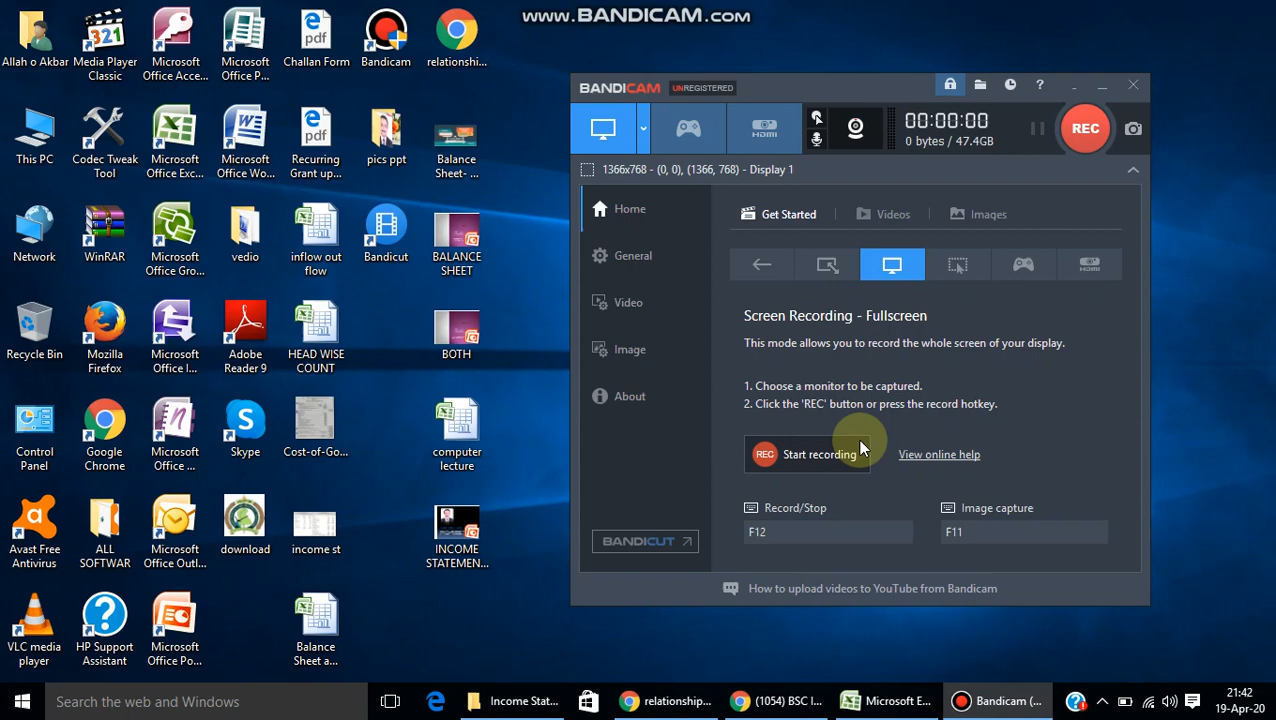 www.BANDICAM.com
Allah o Akbar
Media Player
Classic
Microsoft
Office Acce...
Microsoft
Office P...
Challan Form
Bandicam
relationshi...
This PC
Codec Tweak
Tool
Microsoft
Office Exc...
Microsoft
Office Wo...
Recurring
Grant up...
pics ppt
Balance
Sheet- ...
Network
WinRAR
Microsoft
Office Gro...
vedio
inflow out
flow
Bandicut
BALANCE
SHEET
Recycle Bin
Mozilla
Firefox
Microsoft
Office I...
Adobe
Reader 9
HEAD WISE
COUNT
BOTH
Control
Panel
Google
Chrome
Microsoft
Office ...
Skype
Cost-of-Go...
computer
lecture
Avast Free
Antivirus
ALL
SOFTWAR...
Microsoft
Office Outl...
download
income st
INCOME
STATEMEN...
VLC media
player
HP Support
Assistant
Microsoft
Office Po...
Balance
Sheet a...
BANDICAM UNREGISTERED
?
HDMI
00:00:00
0 bytes / 47.4GB
REC
1366x768 - (0, 0), (1366, 768) - Display 1
Home
General
Video
Image
About
BANDICUT
Get Started
Videos
Images
HDMI
Screen Recording - Fullscreen
This mode allows you to record the whole screen of your display.
1. Choose a monitor to be captured.
2. Click the 'REC' button or press the record hotkey.
REC Start recording
View online help
Record/Stop
Image capture
F12
F11
How to upload videos to YouTube from Bandicam
Search the web and Windows
Income Stat...
relationship...
(1054) BSC I...
Microsoft E...
Bandicam (...
21:42
19-Apr-20